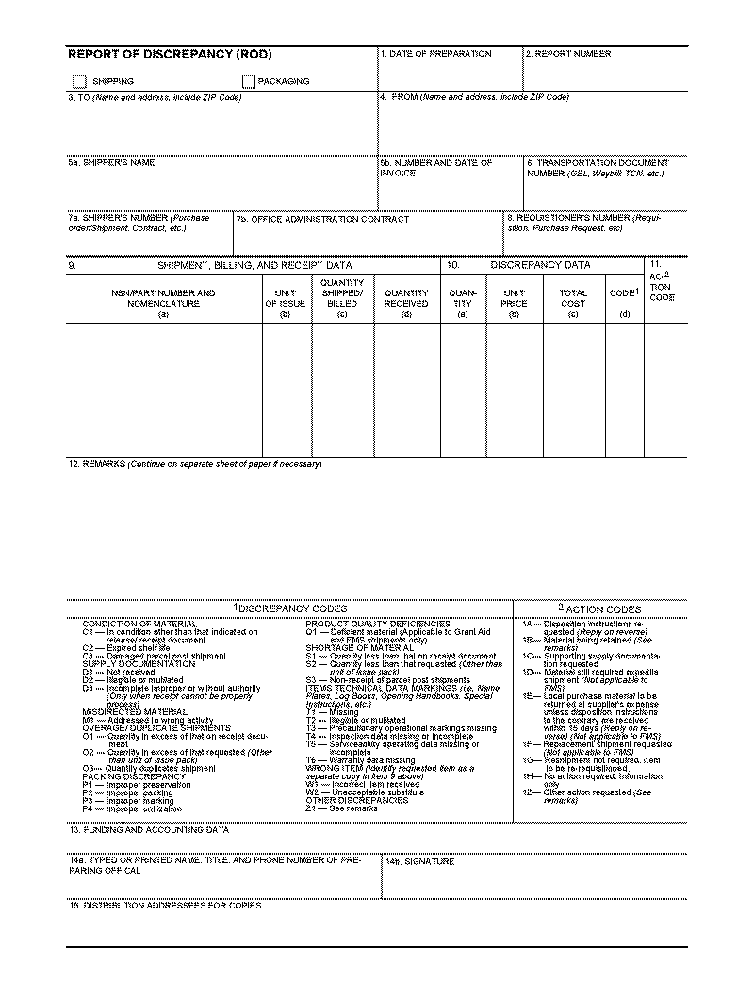 REPORT OF DISCREPANCY (ROD)
SHIPPING
PACKAGING
1. DATE OF PREPARATION
2. REPORT NUMBER
3. TO (Name and address, include ZIP Code)
4. FROM (Name and address, include ZIP Code)
5a. SHIPPER'S NAME
5b. NUMBER AND DATE OF
INVOICE
6. TRANSPORTATION DOCUMENT
NUMBER (GBL, Waybill, TCN, etc.)
7a. SHIPPER'S NUMBER (Purchase
order/Shipment, Contract, etc.)
7b. OFFICE ADMINISTRATION CONTRACT
8. REQUISTIONER'S NUMBER (Requi-
sition, Purchase Request, etc)
9. SHIPMENT, BILLING, AND RECEIPT DATA
10. DISCREPANCY DATA
11.
AC-2
TION
CODE
NSN/PART NUMBER AND
NOMENCLATURE
(a)
UNIT
OF ISSUE
(b)
QUANTITY
SHIPPED/
BILLED
(c)
QUANTITY
RECEIVED
(d)
QUAN-
TITY
(a)
UNIT
PRICE
(b)
TOTAL
COST
(c)
CODE1
(d)
12. REMARKS (Continue on separate sheet of paper if necessary)
1DISCREPANCY CODES
CONDICTION OF MATERIAL
C1 — In condition other than that indicated on
release/ receipt document
C2 — Expired shelf life
C3 — Damaged parcel post shipment
SUPPLY DOCUMENTATION
D1 — Not received
D2 — Illegible or mutilated
D3 — Incomplete improper or without authority
(Only when receipt cannot be properly
process)
MISDIRECTED MATERIAL
M1 — Addressed to wrong activity
OVERAGE/ DUPLICATE SHIPMENTS
O1 — Quantity in excess of that on receipt docu-
ment
O2 — Quantity in excess of that requested (Other
than unit of issue pack)
O3— Quantity duplicates shipment
PACKING DISCREPANCY
P1 — Improper preservation
P2 — Improper packing
P3 — Improper marking
P4 — Improper unitization
PRODUCT QUALITY DEFICIENCIES
Q1 — Deficient material (Applicable to Grant Aid
and FMS shipments only)
SHORTAGE OF MATERIAL
S1 — Quantity less than that on receipt document
S2 — Quantity less than that requested (Other than
unit of issue pack)
S3 — Non-receipt of parcel post shipments
ITEMS TECHNICAL DATA MARKINGS (i.e, Name
Plates, Log Books, Opening Handbooks, Special
Instructions, etc.)
T1 — Missing
T2 — Illegible or mutilated
T3 — Precautionary operational markings missing
T4 — Inspection data missing or incomplete
T5 — Serviceability operating data missing or
incomplete
T6 — Warranty data missing
WRONG ITEM (Identify requested item as a
separate copy in Item 9 above)
W1 — Incorrect item received
W2 — Unacceptable substitute
OTHER DISCREPANCIES
Z1 — See remarks
2 ACTION CODES
1A— Disposition instructions re-
quested (Reply on reverse)
1B— Material being retained (See
remarks)
1C— Supporting supply documenta-
tion requested
1D— Material still required expedite
shipment (Not applicable to
FMS)
1E— Local purchase material to be
returned at supplier's expense
unless disposition instructions
to the contrary are received
within 15 days (Reply on re-
verse) (Not applicable to FMS)
1F— Replacement shipment requested
(Not applicable to FMS)
1G— Reshipment not required. Item
to be re-requisitioned.
1H— No action required. Information
only
1Z— Other action requested (See
remarks)
13. FUNDING AND ACCOUNTING DATA
14a. TYPED OR PRINTED NAME, TITLE, AND PHONE NUMBER OF PRE-
PARING OFFICAL
14b. SIGNATURE
15. DISTRIBUTION ADDRESSEES FOR COPIES